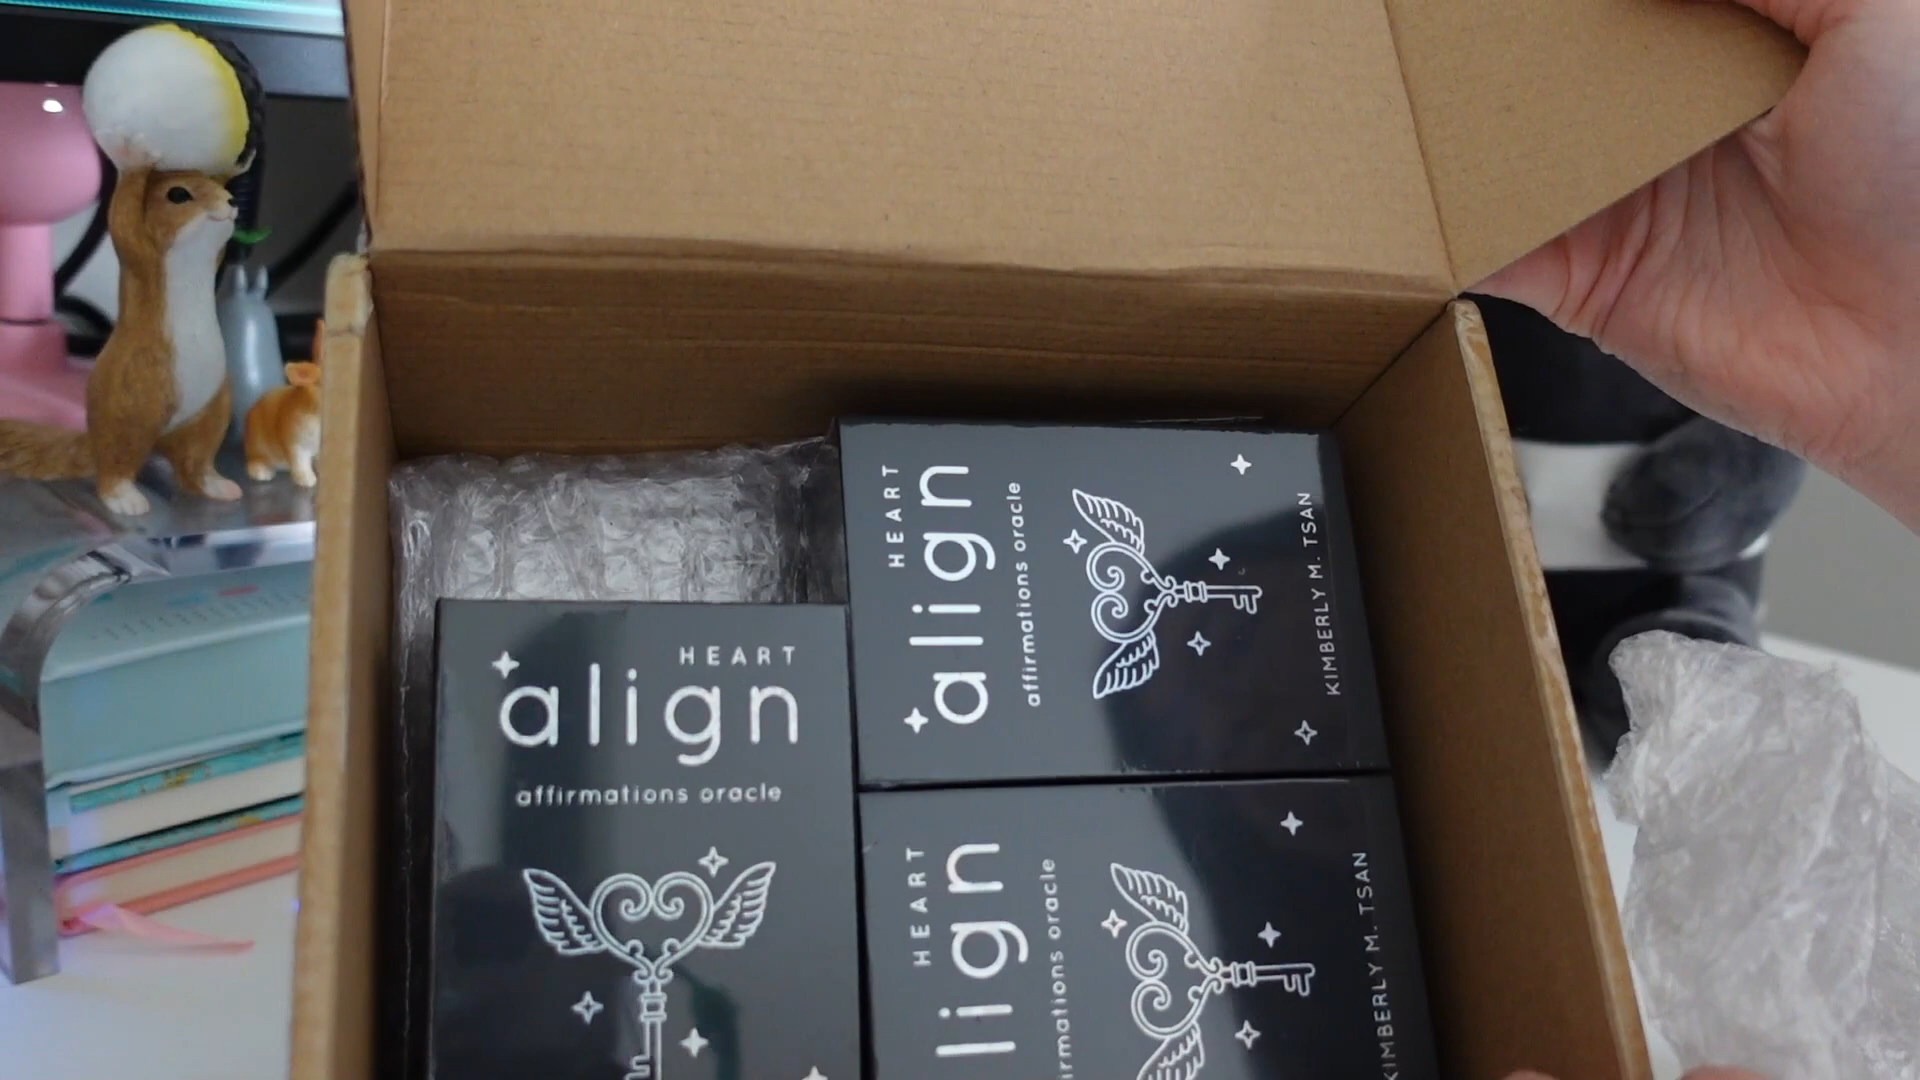 HEART
align
affirmations oracle
HEART
align
affirmations oracle
KIMBERLY M. TSAN
HEART
lign
irmations oracle
KIMBERLY M. TSAN